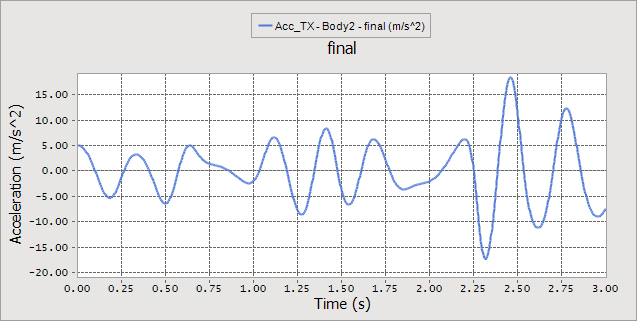 Acc_TX - Body2 - final (m/s^2)
final
Acceleration (m/s^2)
15.00
10.00
5.00
0.00
-5.00
-10.00
-15.00
-20.00
0.00 0.25 0.50 0.75 1.00 1.25 1.50 1.75 2.00 2.25 2.50 2.75 3.00
Time (s)